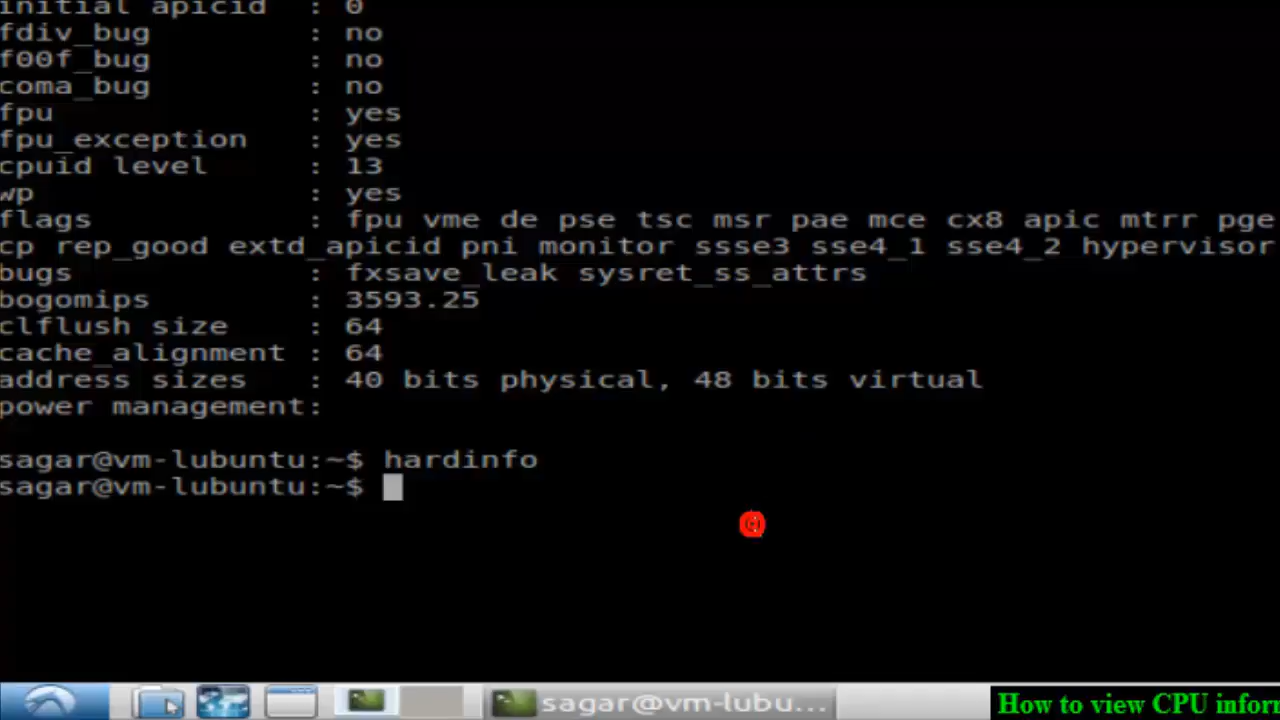 initial apicid : 0
fdiv_bug : no
f00f_bug : no
coma_bug : no
fpu : yes
fpu_exception : yes
cpuid level : 13
wp : yes
flags : fpu vme de pse tsc msr pae mce cx8 apic mtrr pge
cp rep_good extd_apicid pni monitor ssse3 sse4_1 sse4_2 hypervisor
bugs : fxsave_leak sysret_ss_attrs
bogomips : 3593.25
clflush size : 64
cache_alignment : 64
address sizes : 40 bits physical, 48 bits virtual
power management:
sagar@vm-lubuntu:~$ hardinfo
sagar@vm-lubuntu:~$
sagar@vm-lubu...
How to view CPU infor